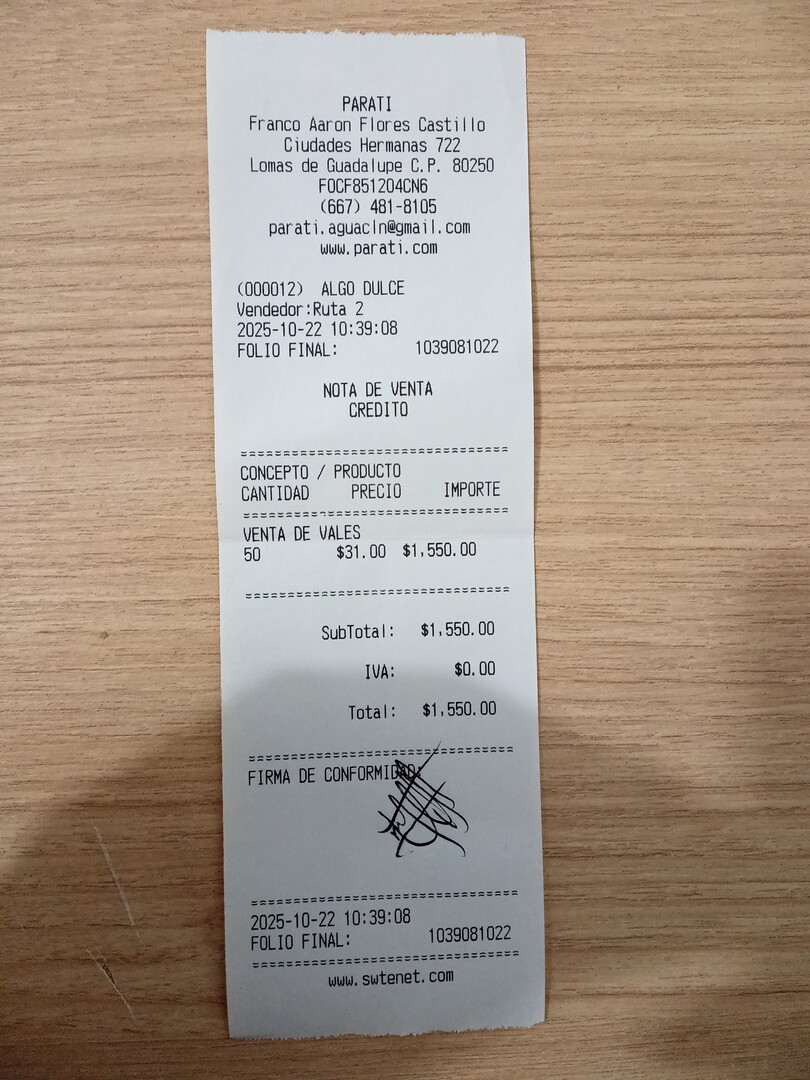 PARATI
Franco Aaron Flores Castillo
Ciudades Hermanas 722
Lomas de Guadalupe C.P. 80250
FOCF851204CN6
(667) 481-8105
parati.aguacln@gmail.com
www.parati.com
(000012) ALGO DULCE
Vendedor:Ruta 2
2025-10-22 10:39:08
FOLIO FINAL: 1039081022
NOTA DE VENTA
CREDITO
CONCEPTO / PRODUCTO
CANTIDAD PRECIO IMPORTE
VENTA DE VALES
50 $31.00 $1,550.00
SubTotal: $1,550.00
IVA: $0.00
Total: $1,550.00
FIRMA DE CONFORMIDAD:
2025-10-22 10:39:08
FOLIO FINAL: 1039081022
www.swtenet.com